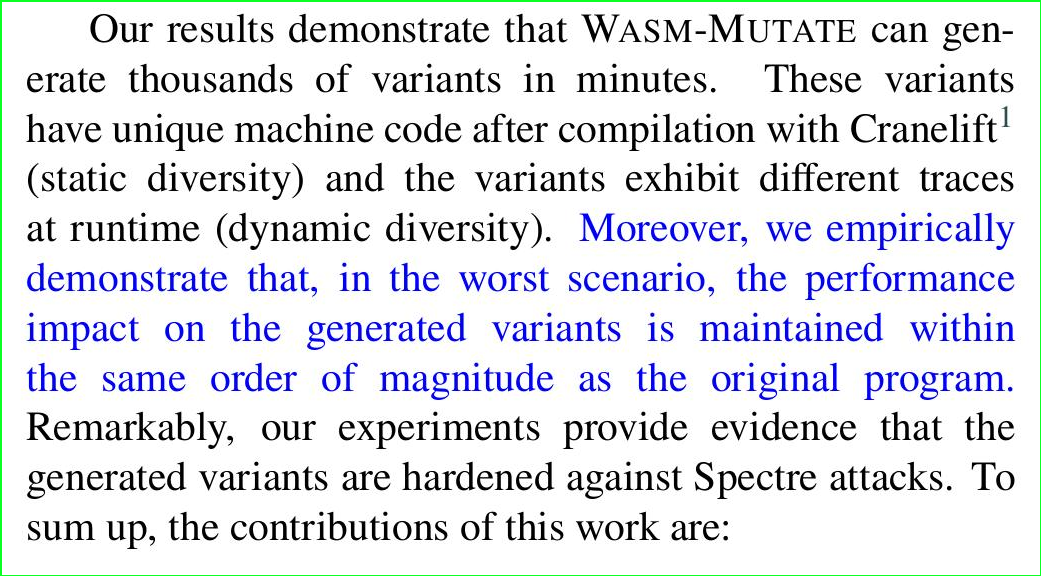 Our results demonstrate that WASM-MUTATE can gen-
erate thousands of variants in minutes. These variants
have unique machine code after compilation with Cranelift1
(static diversity) and the variants exhibit different traces
at runtime (dynamic diversity). Moreover, we empirically
demonstrate that, in the worst scenario, the performance
impact on the generated variants is maintained within
the same order of magnitude as the original program.
Remarkably, our experiments provide evidence that the
generated variants are hardened against Spectre attacks. To
sum up, the contributions of this work are: